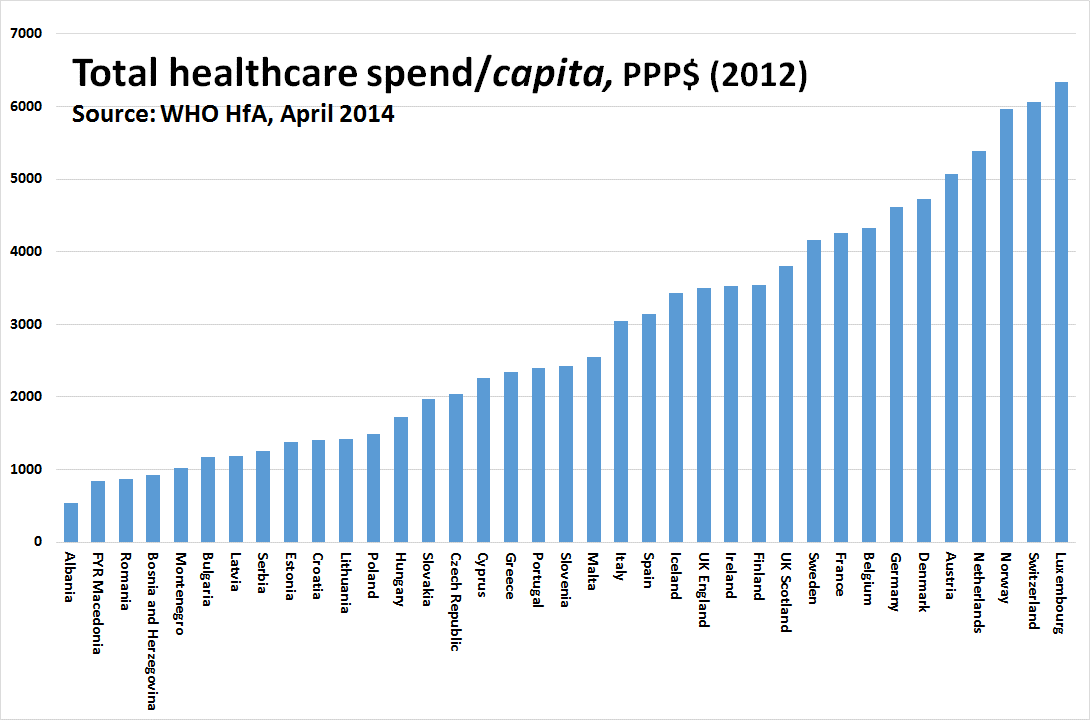 7000
Total healthcare spend/capita, PPP$ (2012)
6000
Source: WHO HfA, April 2014
5000
4000
3000
2000
1000
0
Albania
FYR Macedonia
Romania
Bosnia and Herzegovina
Montenegro
Bulgaria
Latvia
Serbia
Estonia
Croatia
Lithuania
Poland
Hungary
Slovakia
Czech Republic
Cyprus
Greece
Portugal
Slovenia
Malta
Italy
Spain
Iceland
UK England
Ireland
Finland
UK Scotland
Sweden
France
Belgium
Germany
Denmark
Austria
Netherlands
Norway
Switzerland
Luxembourg